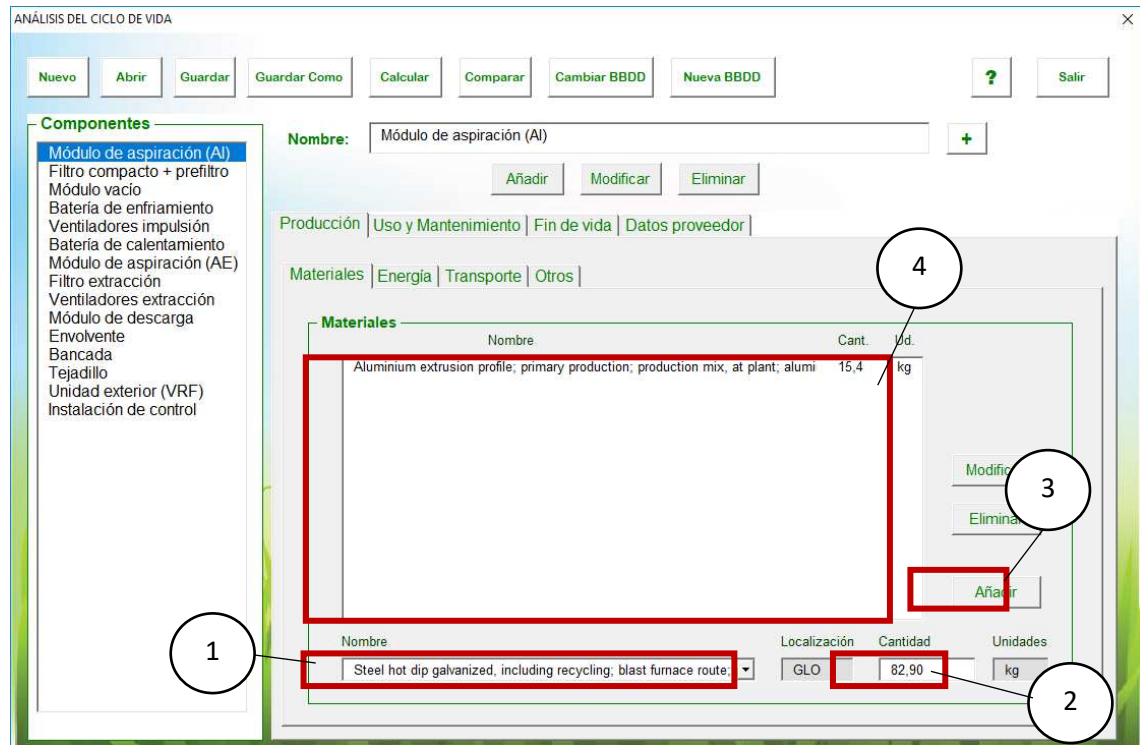 ANÁLISIS DEL CICLO DE VIDA
Nuevo Abrir Guardar Guardar Como Calcular Comparar Cambiar BBDD Nueva BBDD ? Salir
Componentes
Módulo de aspiración (AI)
Filtro compacto + prefiltro
Módulo vacío
Batería de enfriamiento
Ventiladores impulsión
Batería de calentamiento
Módulo de aspiración (AE)
Filtro extracción
Ventiladores extracción
Módulo de descarga
Envolvente
Bancada
Tejadillo
Unidad exterior (VRF)
Instalación de control
Nombre: Módulo de aspiración (AI) +
Añadir Modificar Eliminar
Producción Uso y Mantenimiento Fin de vida Datos proveedor
Materiales Energía Transporte Otros
4
Materiales
Nombre Cant. Ud.
Aluminium extrusion profile; primary production; production mix, at plant; alumi 15,4 kg
Modific
3
Elimina
Añadir
1
Nombre Localización Cantidad Unidades
Steel hot dip galvanized, including recycling; blast furnace route; GLO 82,90 kg
2